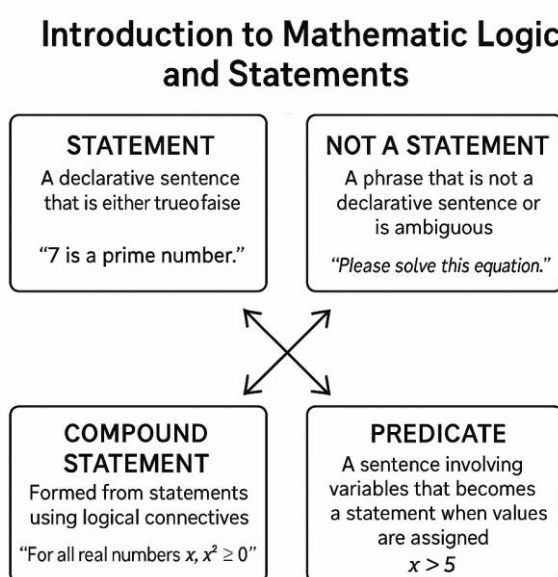 Introduction to Mathematic Logic
and Statements
STATEMENT
A declarative sentence
that is either trueofaise
“7 is a prime number.”
NOT A STATEMENT
A phrase that is not a
declarative sentence or
is ambiguous
“Please solve this equation.”
COMPOUND
STATEMENT
Formed from statements
using logical connectives
“For all real numbers x, x² ≥ 0”
PREDICATE
A sentence involving
variables that becomes
a statement when values
are assigned
x > 5